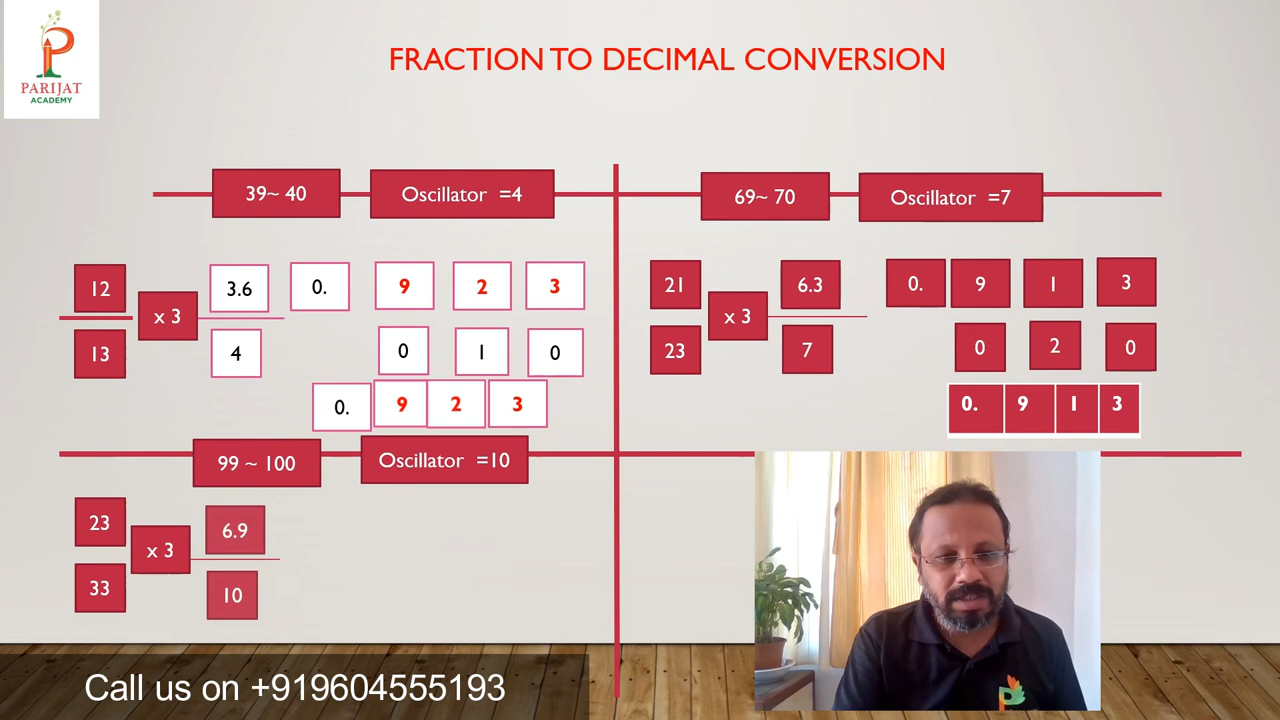 PARIJAT
ACADEMY
FRACTION TO DECIMAL CONVERSION
39~ 40
Oscillator =4
12
13
x 3
3.6
4
0. 9 2 3
0 1 0
0. 9 2 3
69~ 70
Oscillator =7
21
23
x 3
6.3
7
0. 9 1 3
0 2 0
0. 9 1 3
99 ~ 100
Oscillator =10
23
33
x 3
6.9
10
Call us on +919604555193